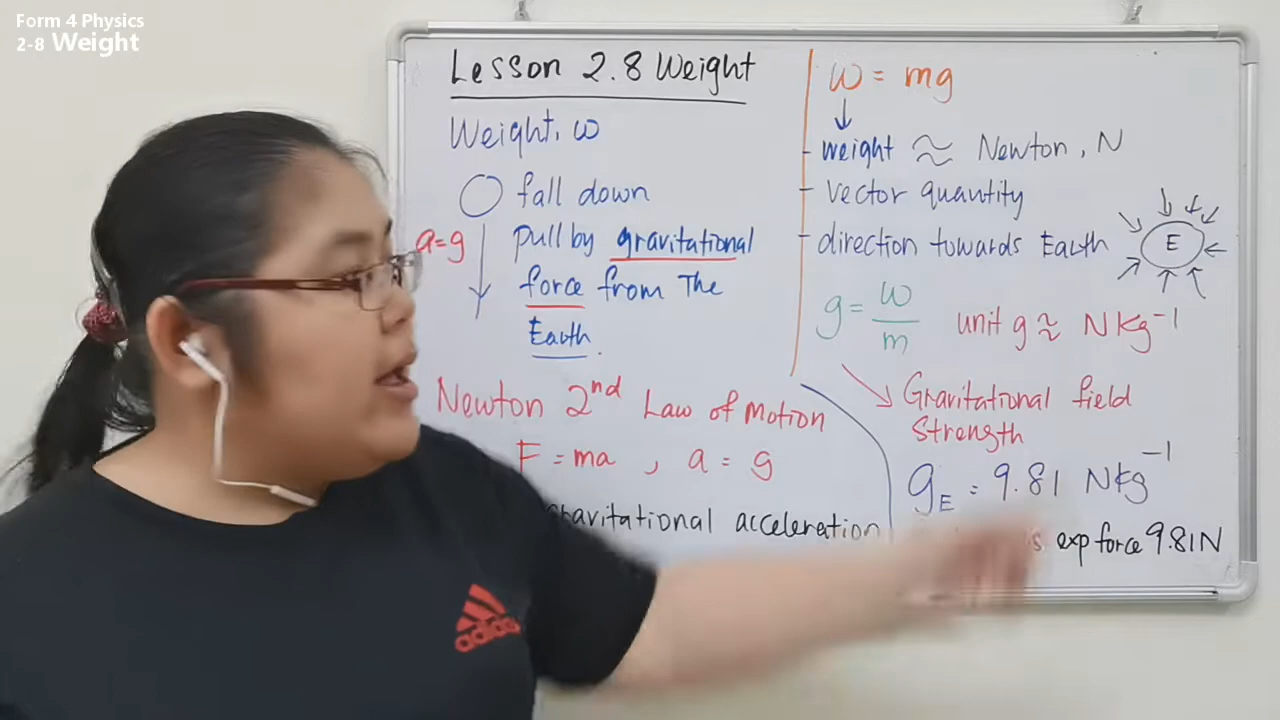 Form 4 Physics
2-8 Weight
Lesson 2.8 Weight
Weight, w
fall down
a=g
pull by gravitational
force from The
Earth.
Newton 2nd Law of Motion
F = ma , a = g
gravitational acceleration
w = mg
- weight ≈ Newton, N
- vector quantity
- direction towards Earth
E
g = w/m
unit g ≈ N kg⁻¹
Gravitational field
Strength
gE = 9.81 N kg⁻¹
exp force 9.81N
adidas